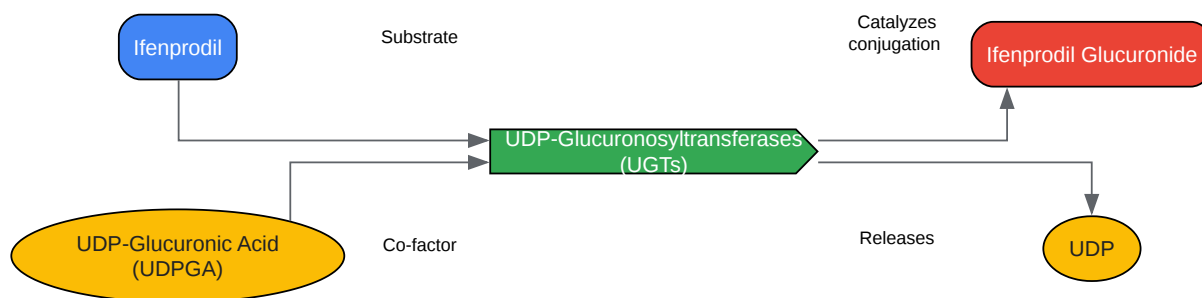 Ifenprodil
Substrate
Catalyzes
conjugation
Ifenprodil Glucuronide
UDP-Glucuronosyltransferases
(UGTs)
UDP-Glucuronic Acid
(UDPGA)
Co-factor
Releases
UDP